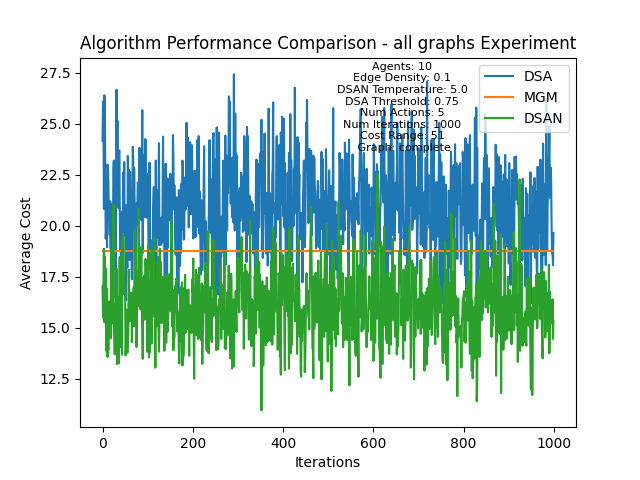 Algorithm Performance Comparison - all graphs Experiment
Agents: 10
Edge Density: 0.1
DSAN Temperature: 5.0
DSA Threshold: 0.75
Num Actions: 5
Num Iterations: 1000
Cost Range: 51
Graph: complete
DSA
MGM
DSAN
Average Cost
27.5
25.0
22.5
20.0
17.5
15.0
12.5
0
200
400
600
800
1000
Iterations